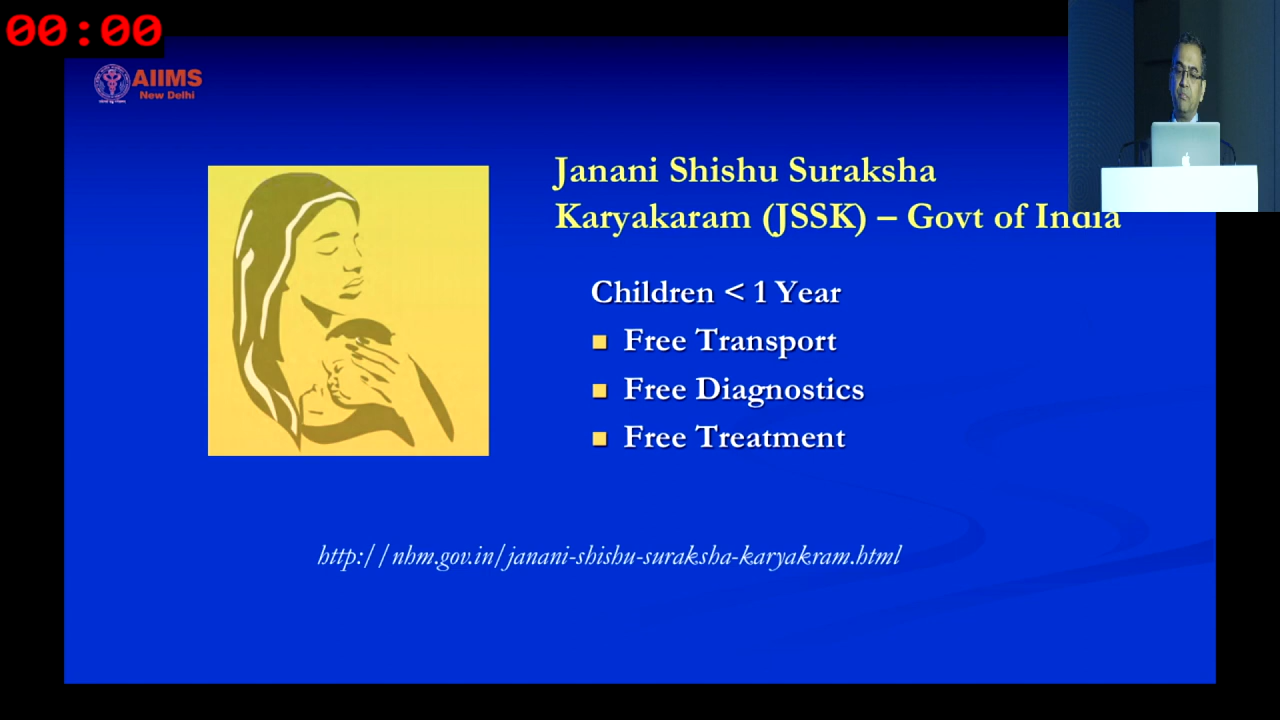 00:00
AIIMS
New Delhi
Janani Shishu Suraksha
Karyakaram (JSSK) – Govt of India
Children < 1 Year
Free Transport
Free Diagnostics
Free Treatment
http://nhm.gov.in/janani-shishu-suraksha-karyakram.html